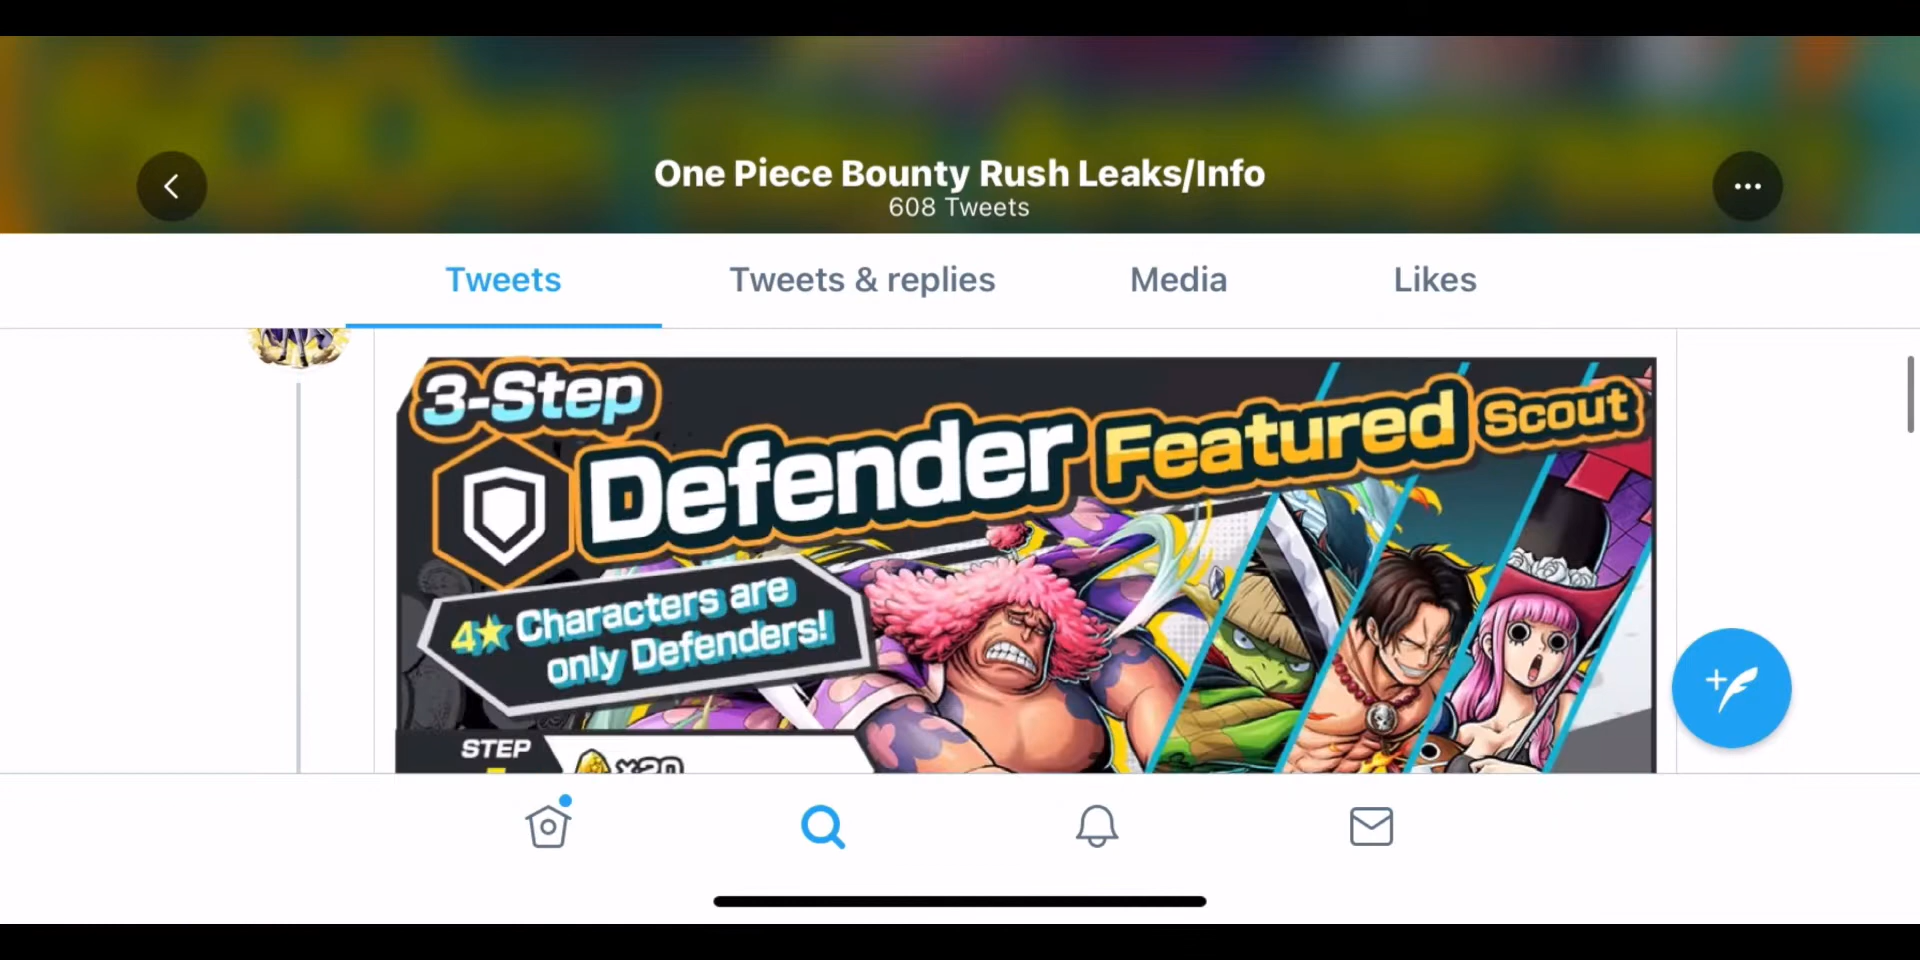 One Piece Bounty Rush Leaks/Info
608 Tweets
Tweets
Tweets & replies
Media
Likes
3-Step
Defender Featured Scout
4★ Characters are
only Defenders!
STEP
x20